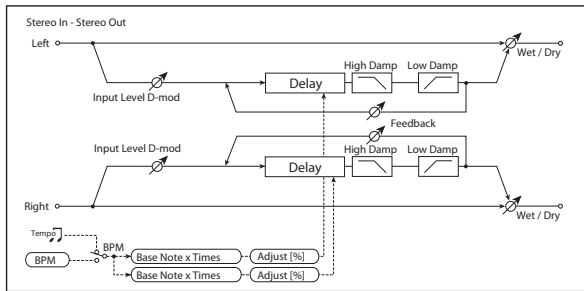 Stereo In - Stereo Out
Left
Wet / Dry
High Damp
Low Damp
Delay
Input Level D-mod
Feedback
Input Level D-mod
High Damp
Low Damp
Delay
Right
Wet / Dry
Tempo
BPM
BPM
Base Note x Times
Adjust [%]
Base Note x Times
Adjust [%]